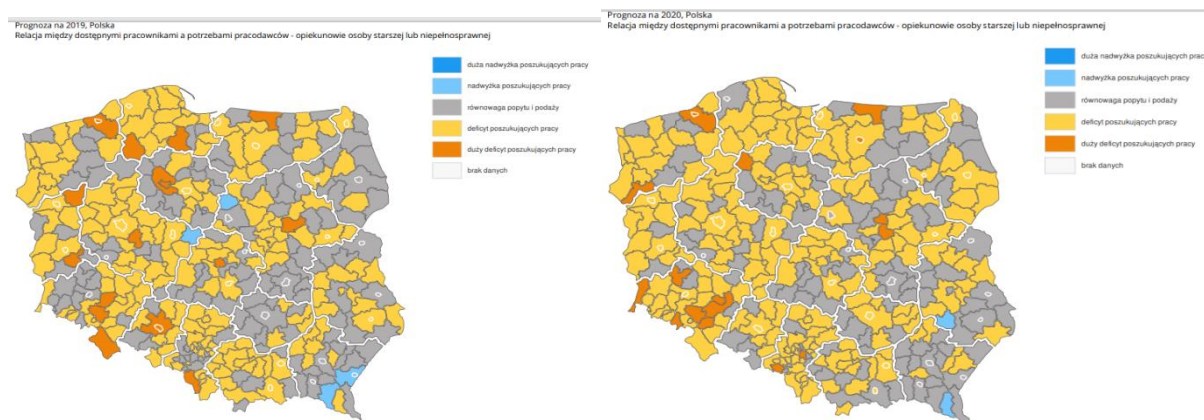 Prognoza na 2019, Polska
Relacja między dostępnymi pracownikami a potrzebami pracodawców - opiekunowie osoby starszej lub niepełnosprawnej
duża nadwyżka poszukujących pracy
nadwyżka poszukujących pracy
równowaga popytu i podaży
deficyt poszukujących pracy
duży deficyt poszukujących pracy
brak danych
Prognoza na 2020, Polska
Relacja między dostępnymi pracownikami a potrzebami pracodawców - opiekunowie osoby starszej lub niepełnosprawnej
duża nadwyżka poszukujących pracy
nadwyżka poszukujących pracy
równowaga popytu i podaży
deficyt poszukujących pracy
duży deficyt poszukujących pracy
brak danych